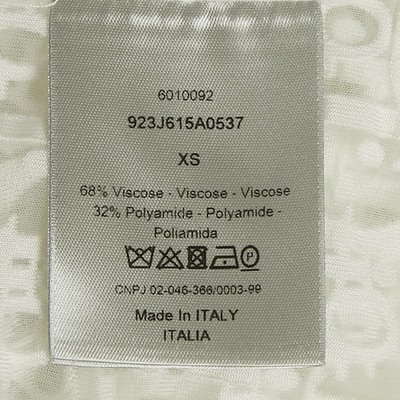 6010092
923J615A0537
XS
68% Viscose - Viscose - Viscose
32% Polyamide - Polyamide -
Poliamida
P
CNPJ 02-046-366/0003-99
Made In ITALY
ITALIA